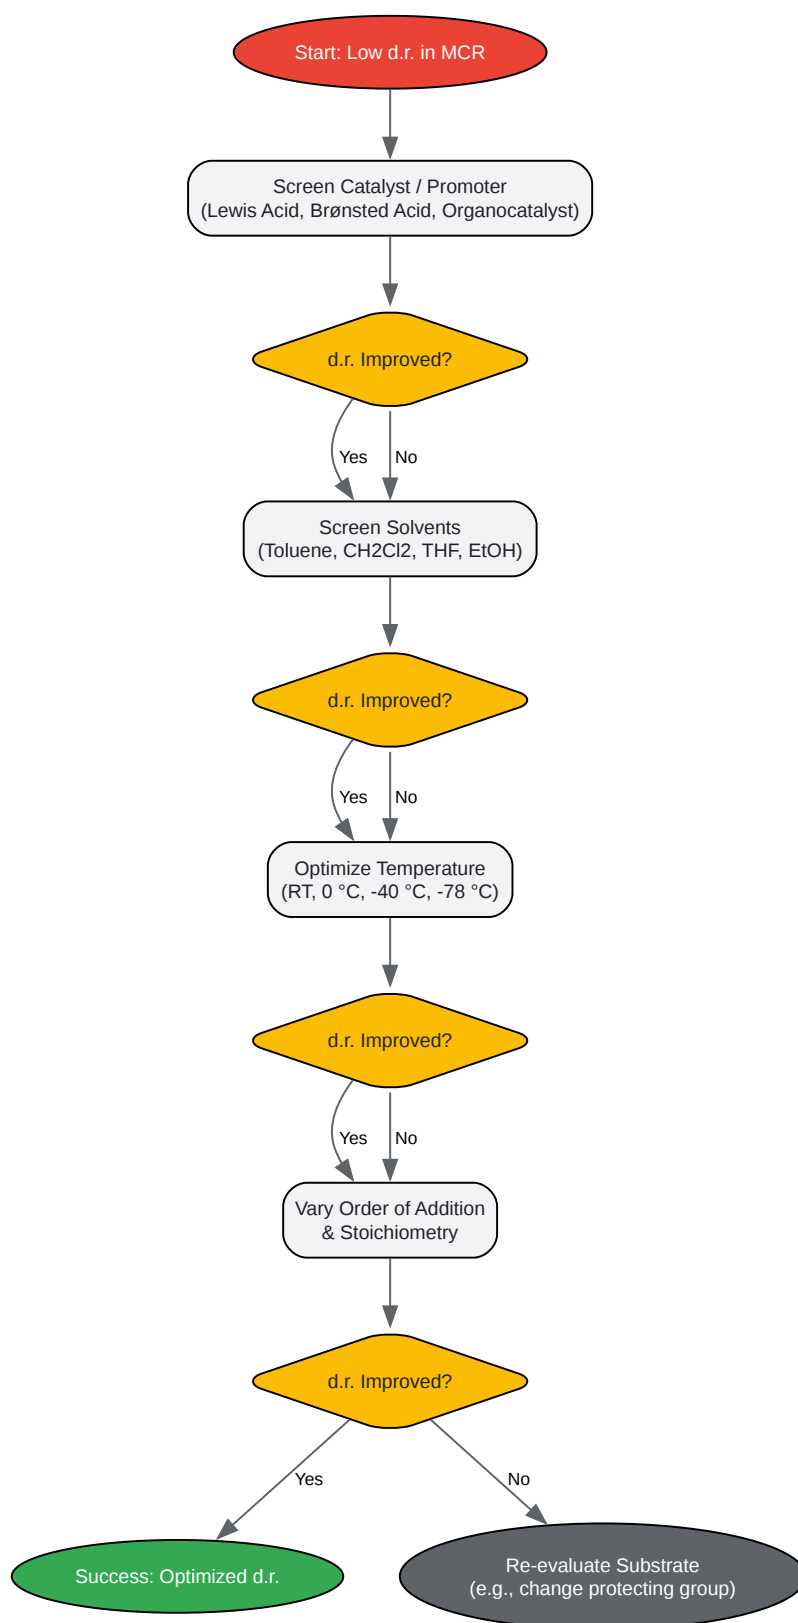 Start: Low d.r. in MCR
Screen Catalyst / Promoter
(Lewis Acid, Brønsted Acid, Organocatalyst)
d.r. Improved?
Yes
No
Screen Solvents
(Toluene, CH2Cl2, THF, EtOH)
d.r. Improved?
Yes
No
Optimize Temperature
(RT, 0 °C, -40 °C, -78 °C)
d.r. Improved?
Yes
No
Vary Order of Addition
& Stoichiometry
d.r. Improved?
Yes
No
Success: Optimized d.r.
Re-evaluate Substrate
(e.g., change protecting group)